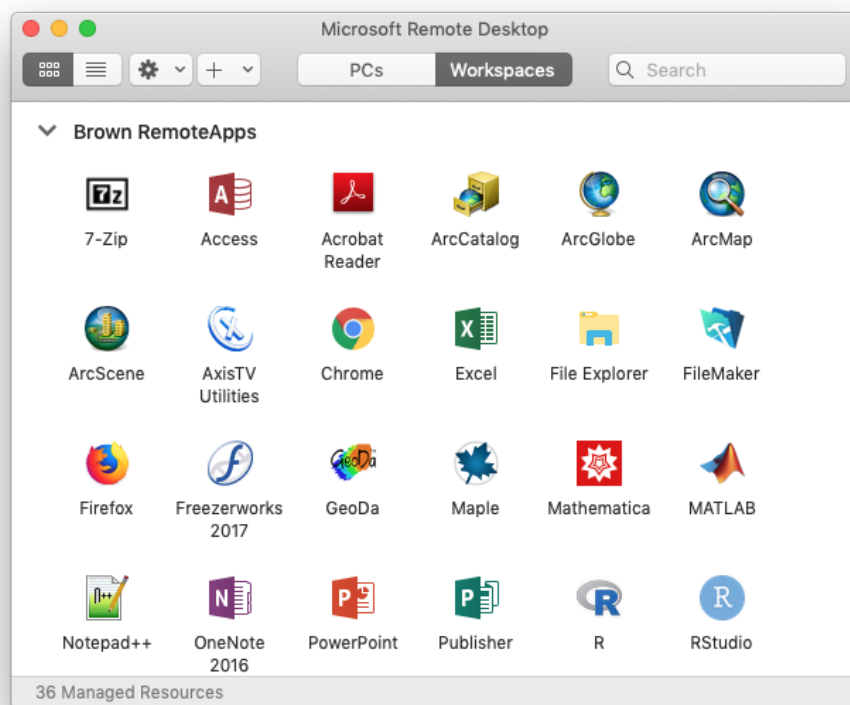 Microsoft Remote Desktop
PCs Workspaces Search
Brown RemoteApps
7z A
7-Zip Access Acrobat ArcCatalog ArcGlobe ArcMap
Reader
X X
ArcScene AxisTV Chrome Excel File Explorer FileMaker
Utilities
f GeoDa
Firefox Freezerworks GeoDa Maple Mathematica MATLAB
2017
n++ N P P R R
Notepad++ OneNote PowerPoint Publisher R RStudio
2016
36 Managed Resources